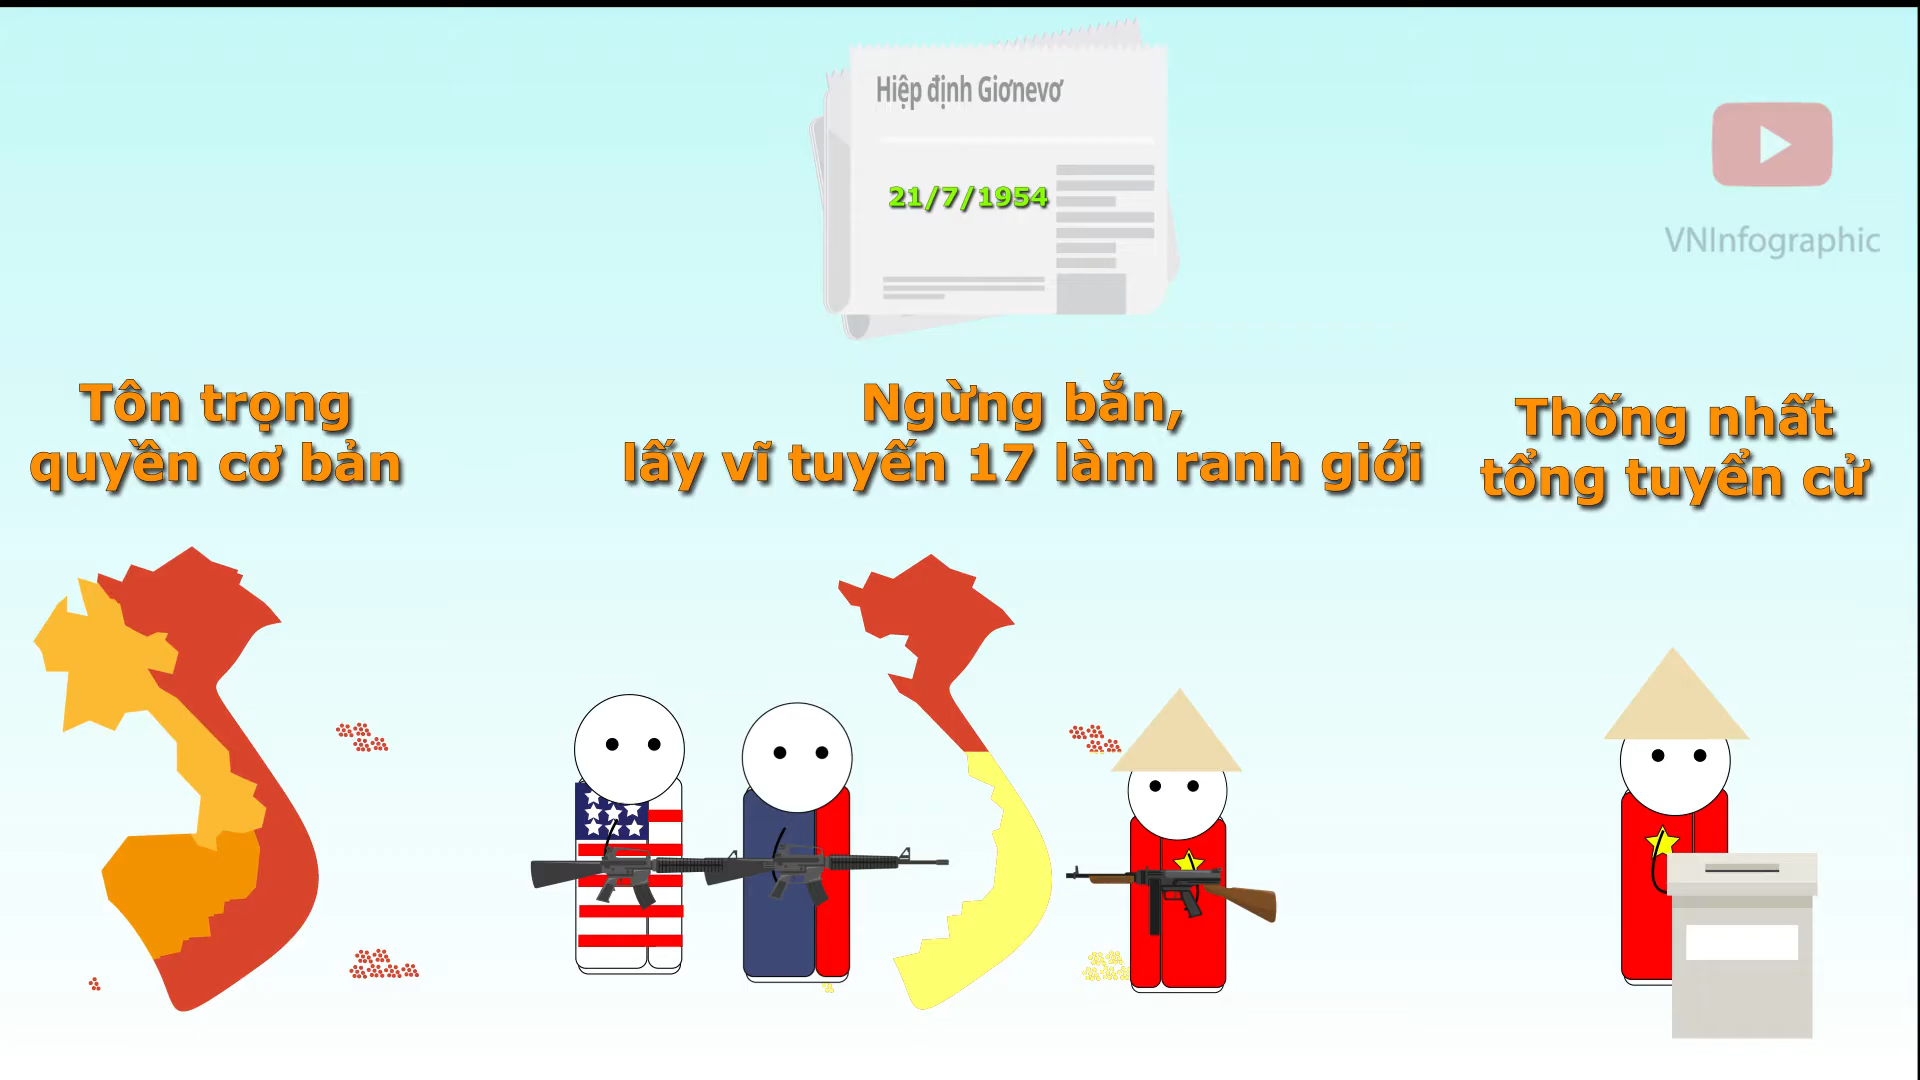 Hiệp định Giơnevơ
21/7/1954
VNInfographic
Tôn trọng
quyền cơ bản
Ngừng bắn,
lấy vĩ tuyến 17 làm ranh giới
Thống nhất
tổng tuyển cử